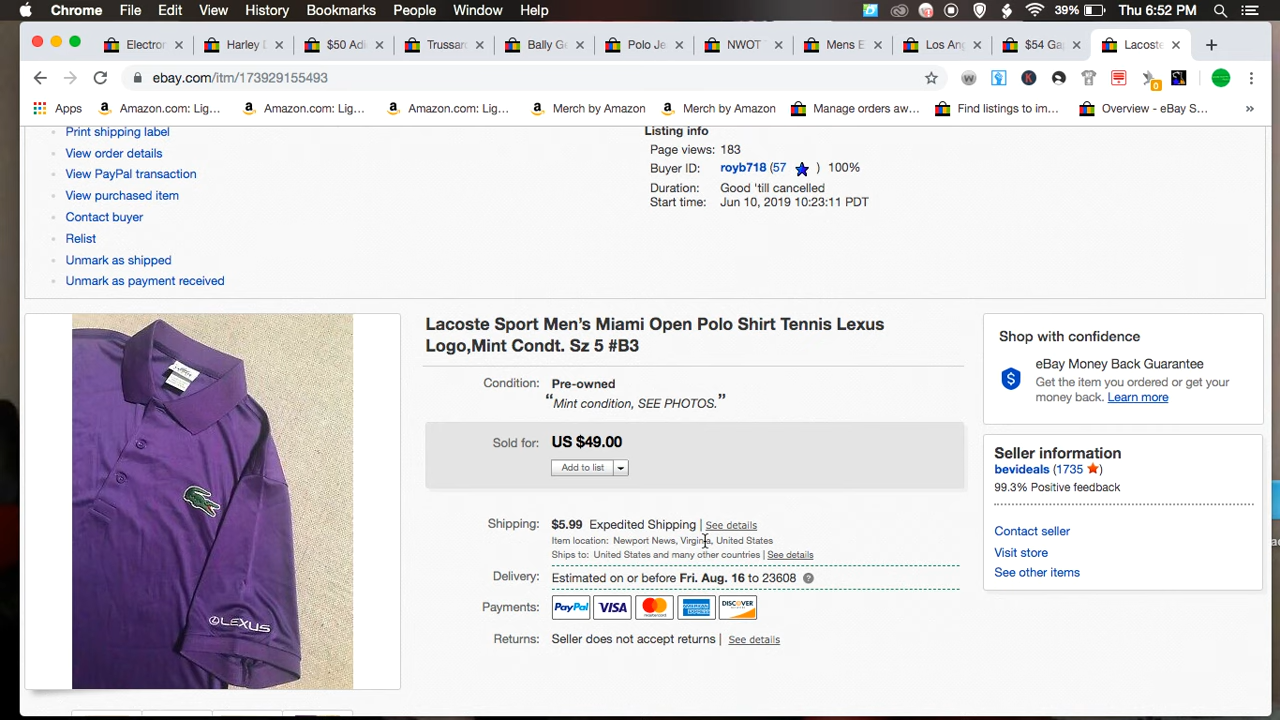 Chrome File Edit View History Bookmarks People Window Help 39% Thu 6:52 PM
Electron Harley D $50 Adi Trussar Bally Go Polo Je NWOT Mens E Los Ang $54 Ga Lacoste
ebay.com/itm/173929155493
Apps Amazon.com: Lig... Amazon.com: Lig... Amazon.com: Lig... Merch by Amazon Merch by Amazon Manage orders aw... Find listings to im... Overview - eBay S... »
Print shipping label
View order details
View PayPal transaction
View purchased item
Contact buyer
Relist
Unmark as shipped
Unmark as payment received
Listing info
Page views: 183
Buyer ID: royb718 (57 ) 100%
Duration: Good 'till cancelled
Start time: Jun 10, 2019 10:23:11 PDT
Lacoste Sport Men's Miami Open Polo Shirt Tennis Lexus
Logo,Mint Condt. Sz 5 #B3
Condition: Pre-owned
"Mint condition, SEE PHOTOS."
Sold for: US $49.00
Add to list
Shipping: $5.99 Expedited Shipping | See details
Item location: Newport News, Virginia, United States
Ships to: United States and many other countries | See details
Delivery: Estimated on or before Fri. Aug. 16 to 23608
Payments: PayPal VISA MasterCard AMERICAN EXPRESS DISCOVER
Returns: Seller does not accept returns | See details
LEXUS
Shop with confidence
eBay Money Back Guarantee
Get the item you ordered or get your
money back. Learn more
Seller information
bevideals (1735 )
99.3% Positive feedback
Contact seller
Visit store
See other items